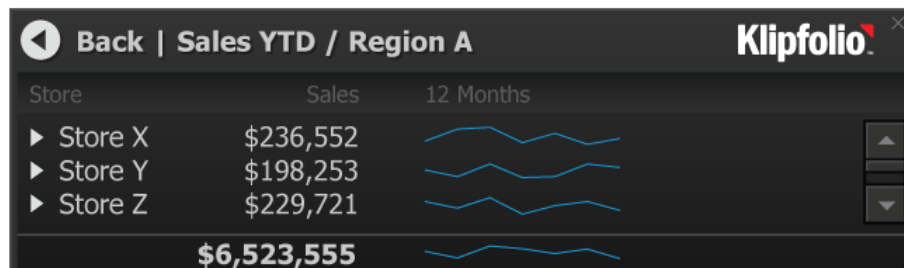 Back | Sales YTD / Region A Klipfolio
Store Sales 12 Months
Store X $236,552
Store Y $198,253
Store Z $229,721
$6,523,555